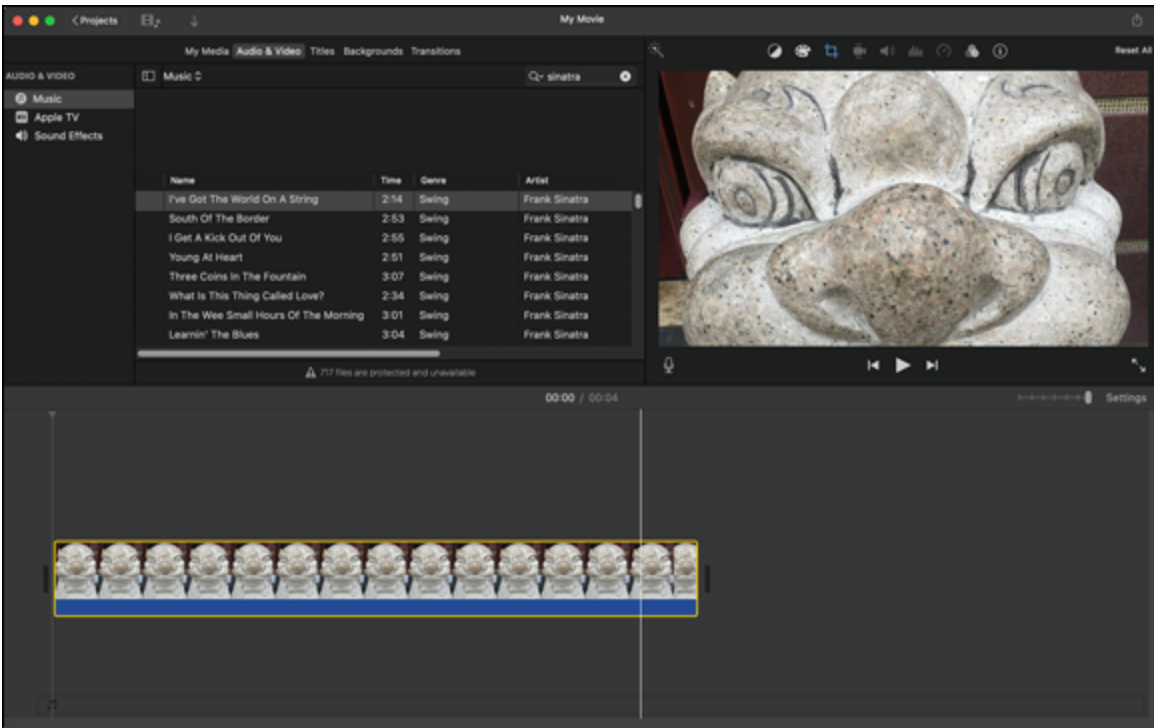 Projects
My Movie
My Media Audio & Video Titles Backgrounds Transitions
Reset All
AUDIO & VIDEO
Music
sinatra
Music
Apple TV
Sound Effects
Name Time Genre Artist
I've Got The World On A String 2:14 Swing Frank Sinatra
South Of The Border 2:53 Swing Frank Sinatra
I Get A Kick Out Of You 2:55 Swing Frank Sinatra
Young At Heart 2:51 Swing Frank Sinatra
Three Coins In The Fountain 3:07 Swing Frank Sinatra
What Is This Thing Called Love? 2:34 Swing Frank Sinatra
In The Wee Small Hours Of The Morning 3:01 Swing Frank Sinatra
Learnin' The Blues 3:04 Swing Frank Sinatra
717 files are protected and unavailable
00:00 / 00:04
Settings